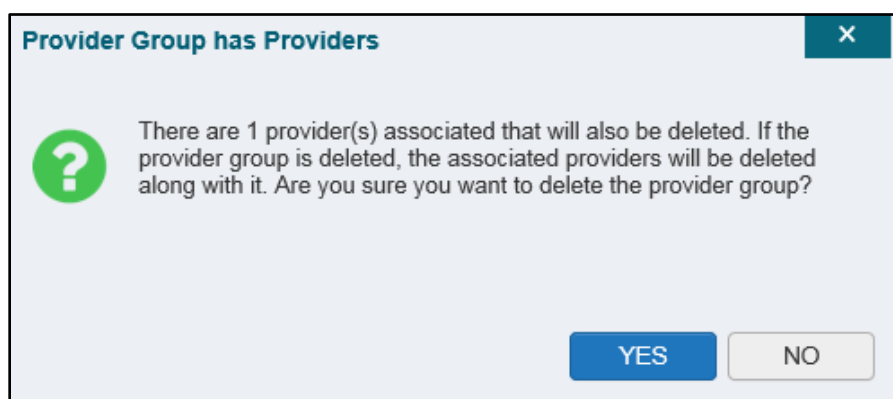 Provider Group has Providers
There are 1 provider(s) associated that will also be deleted. If the
provider group is deleted, the associated providers will be deleted
along with it. Are you sure you want to delete the provider group?
YES NO